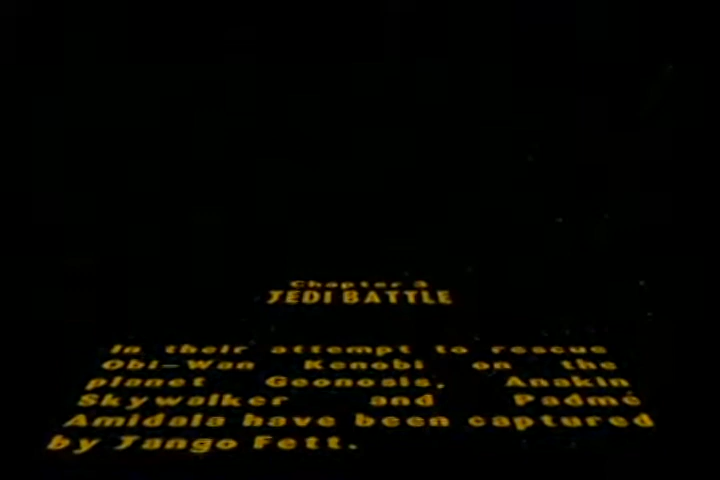 Chapter 3
JEDI BATTLE
In their attempt to rescue
Obi-Wan Kenobi on the
planet Geonosis, Anakin
Skywalker and Padmé
Amidala have been captured
by Jango Fett.